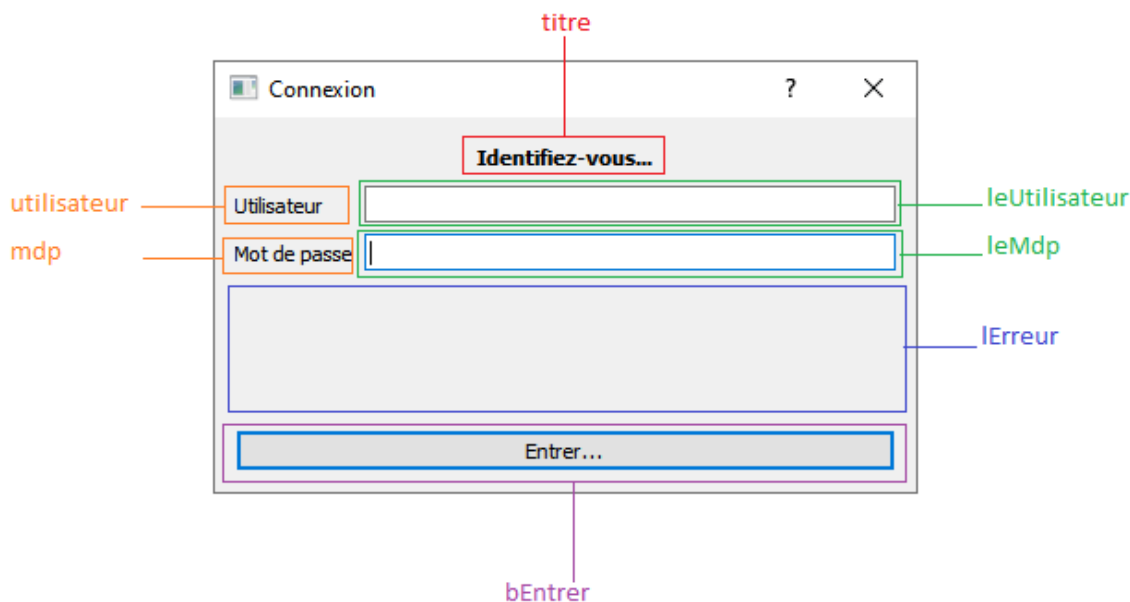 titre
Connexion ?
Identifiez-vous...
utilisateur Utilisateur leUtilisateur
mdp Mot de passe leMdp
lErreur
Entrer...
bEntrer